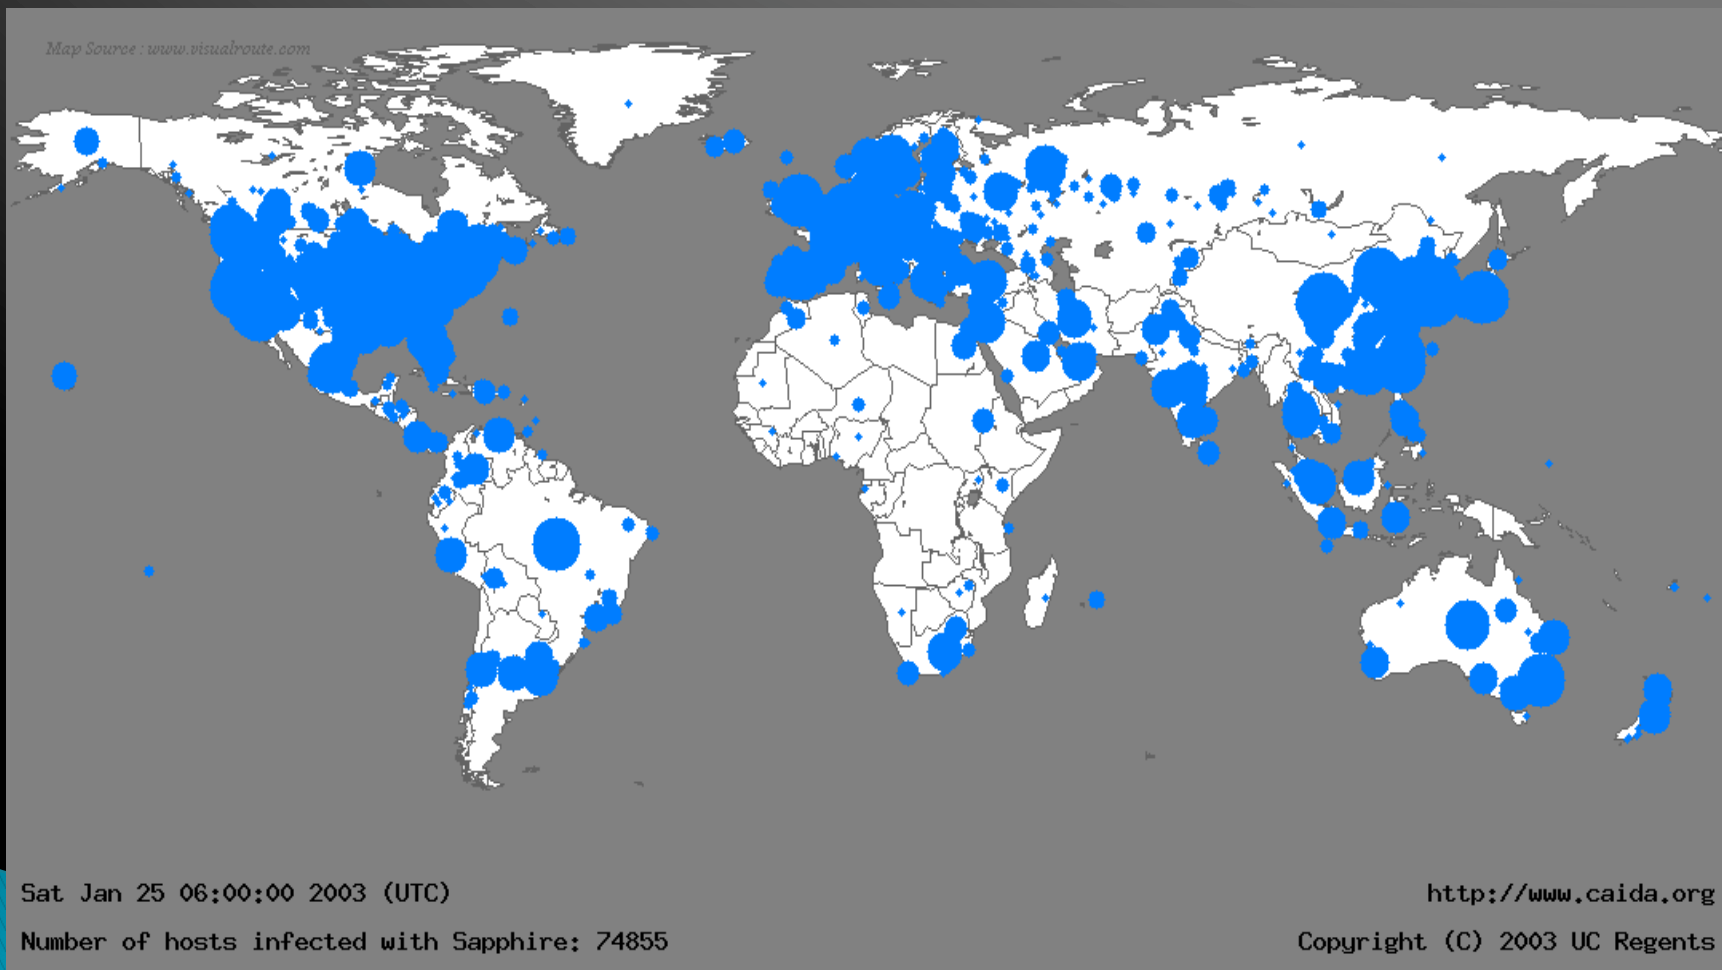 Map Source : www.visualroute.com
Sat Jan 25 06:00:00 2003 (UTC)
http://www.caida.org
Number of hosts infected with Sapphire: 74855
Copyright (C) 2003 UC Regents